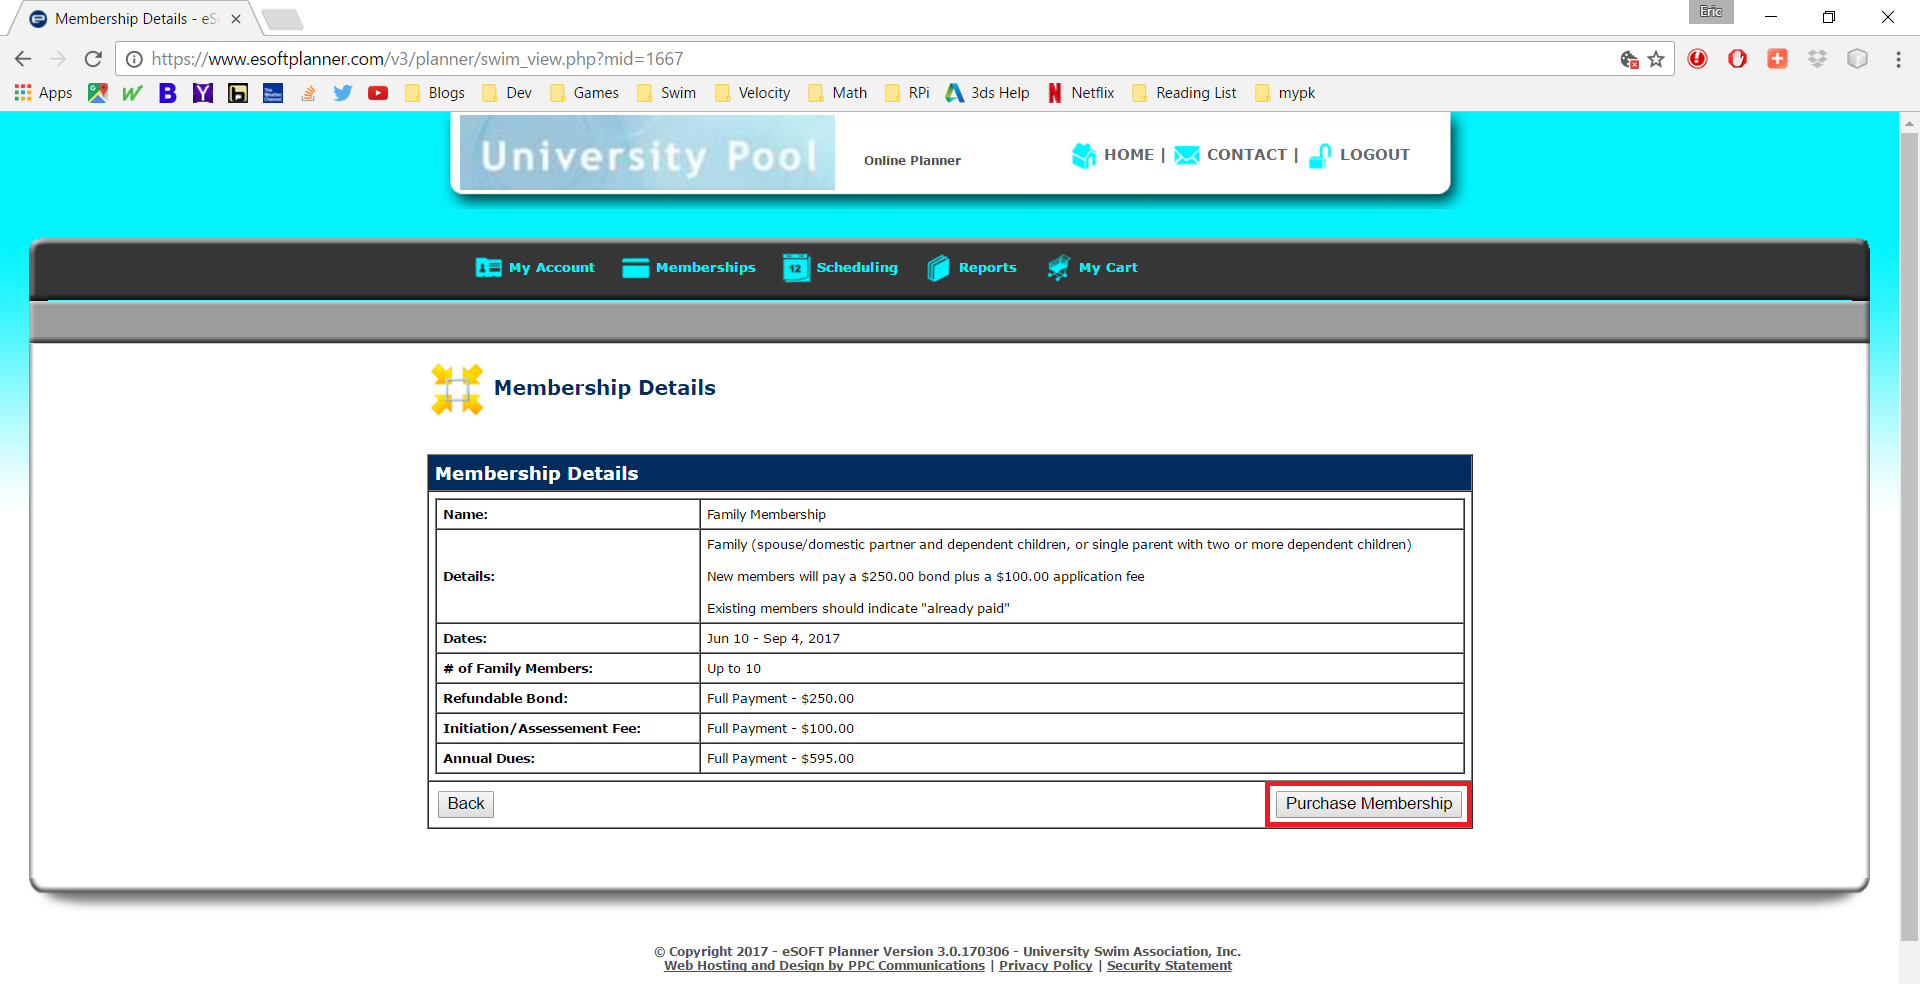 Membership Details - eS
Eric
https://www.esoftplanner.com/v3/planner/swim_view.php?mid=1667
Apps Blogs Dev Games Swim Velocity Math RPi 3ds Help Netflix Reading List mypk
University Pool
Online Planner
HOME | CONTACT | LOGOUT
My Account Memberships 12 Scheduling Reports My Cart
Membership Details
Membership Details
Name: Family Membership
Details: Family (spouse/domestic partner and dependent children, or single parent with two or more dependent children)
New members will pay a $250.00 bond plus a $100.00 application fee
Existing members should indicate "already paid"
Dates: Jun 10 - Sep 4, 2017
# of Family Members: Up to 10
Refundable Bond: Full Payment - $250.00
Initiation/Assessement Fee: Full Payment - $100.00
Annual Dues: Full Payment - $595.00
Back Purchase Membership
© Copyright 2017 - eSOFT Planner Version 3.0.170306 - University Swim Association, Inc.
Web Hosting and Design by PPC Communications | Privacy Policy | Security Statement